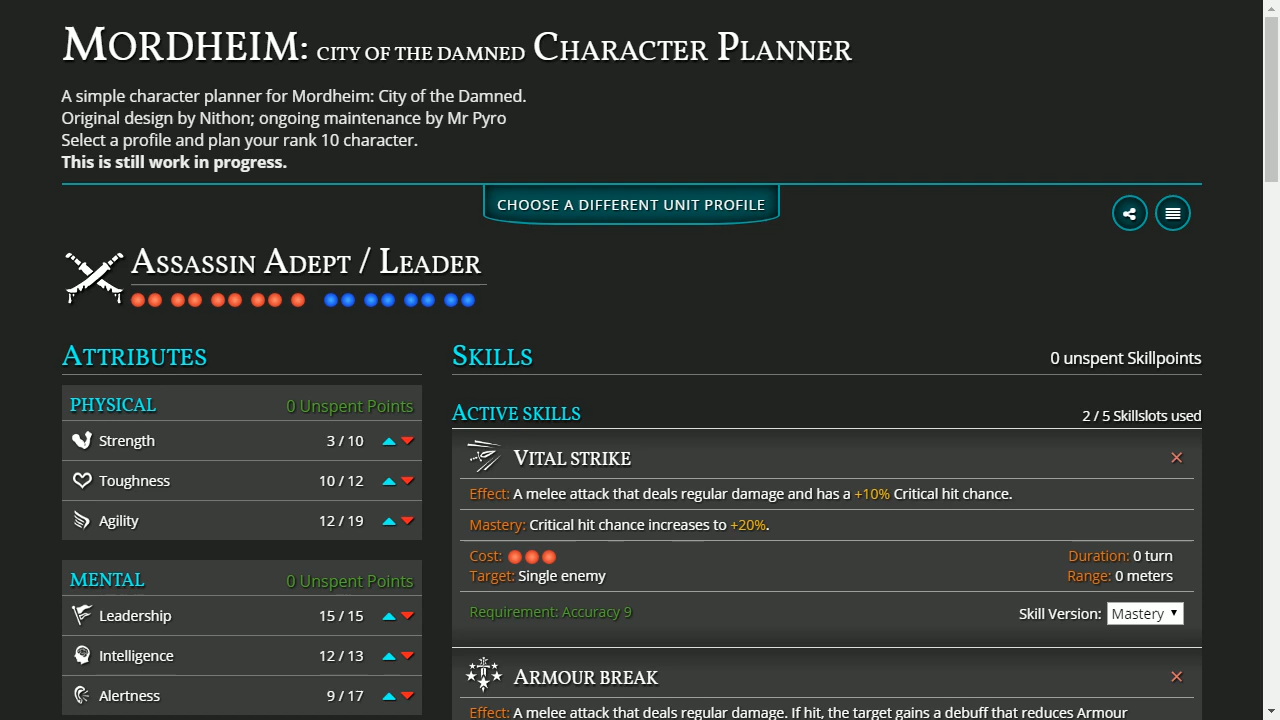 MORDHEIM: CITY OF THE DAMNED CHARACTER PLANNER
A simple character planner for Mordheim: City of the Damned.
Original design by Nithon; ongoing maintenance by Mr Pyro
Select a profile and plan your rank 10 character.
This is still work in progress.
CHOOSE A DIFFERENT UNIT PROFILE
ASSASSIN ADEPT / LEADER
ATTRIBUTES
PHYSICAL 0 Unspent Points
Strength 3 / 10
Toughness 10 / 12
Agility 12 / 19
MENTAL 0 Unspent Points
Leadership 15 / 15
Intelligence 12 / 13
Alertness 9 / 17
SKILLS 0 unspent Skillpoints
ACTIVE SKILLS 2 / 5 Skillslots used
VITAL STRIKE
Effect: A melee attack that deals regular damage and has a +10% Critical hit chance.
Mastery: Critical hit chance increases to +20%.
Cost: Duration: 0 turn
Target: Single enemy Range: 0 meters
Requirement: Accuracy 9 Skill Version: Mastery
ARMOUR BREAK
Effect: A melee attack that deals regular damage. If hit, the target gains a debuff that reduces Armour